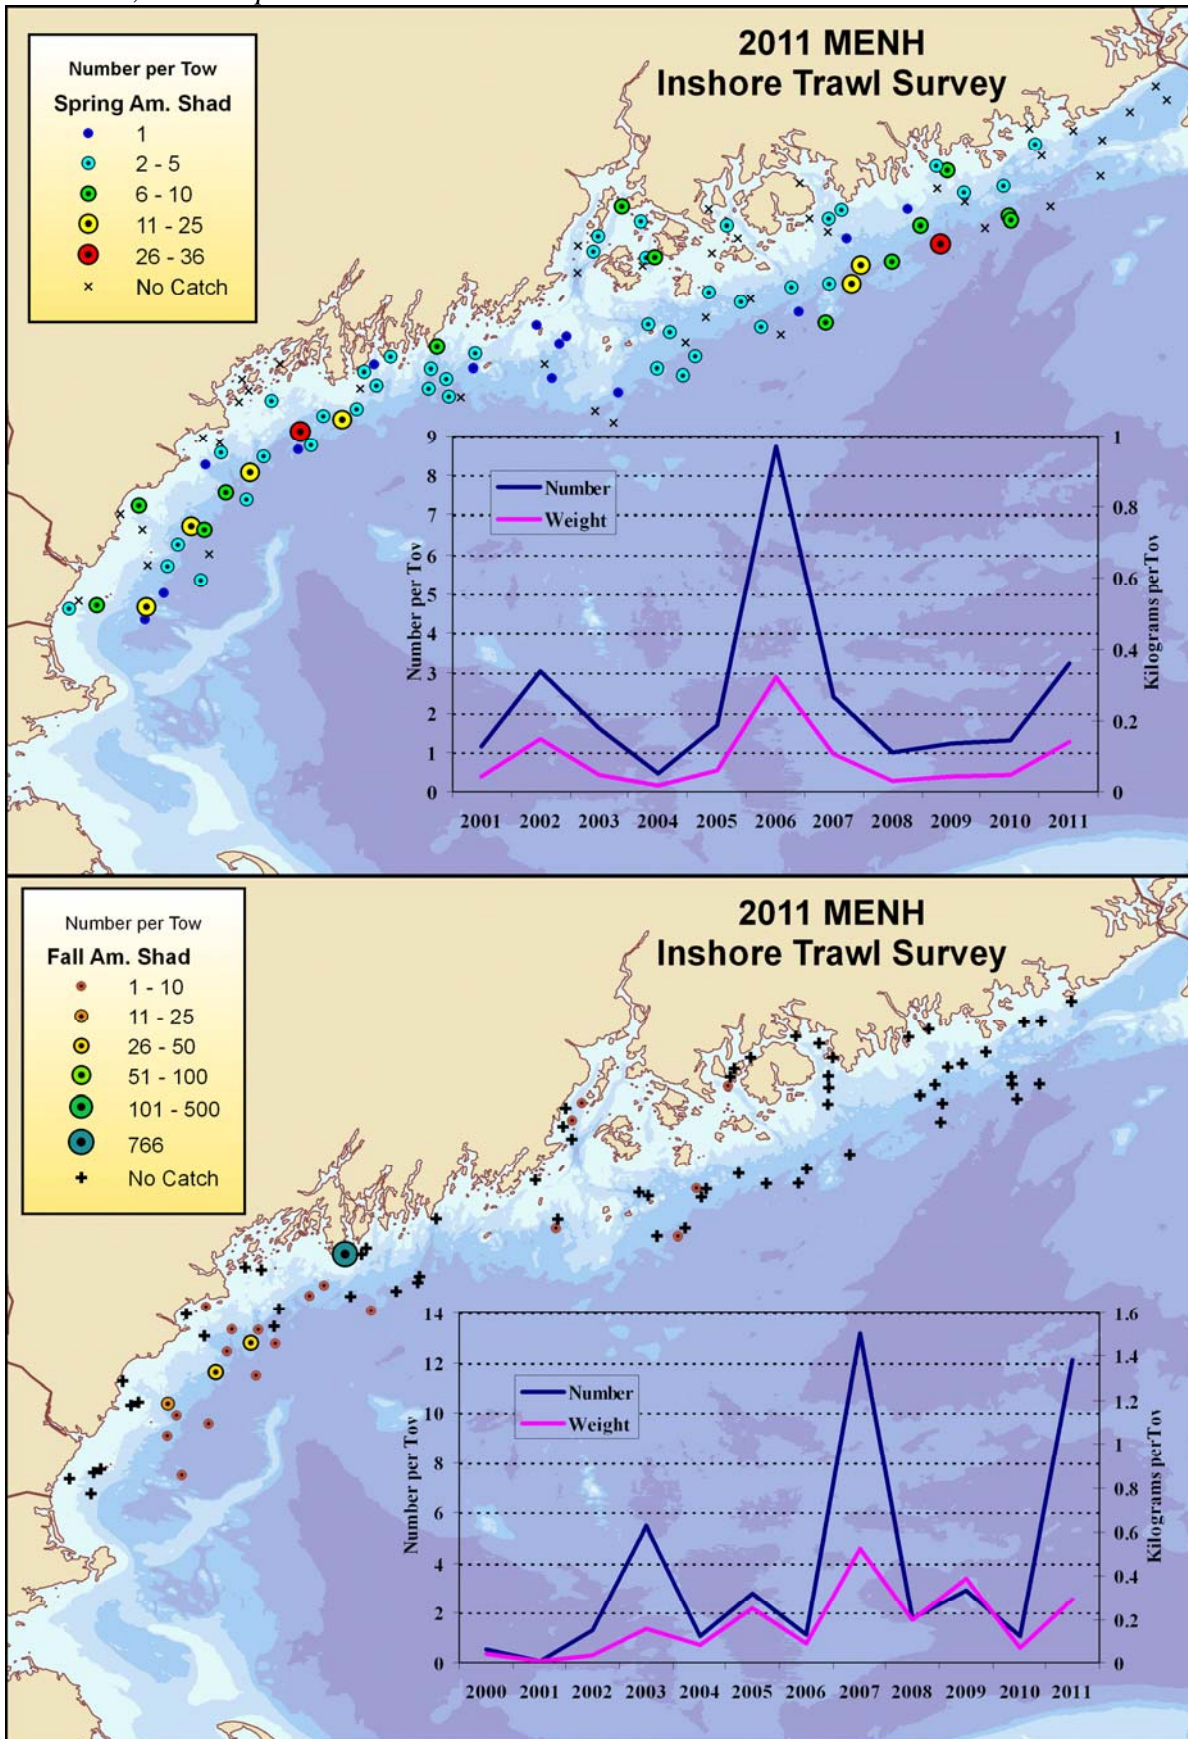 2011 MENH
Inshore Trawl Survey
Number per Tow
Spring Am. Shad
1
2 - 5
6 - 10
11 - 25
26 - 36
No Catch
9
8
7
6
5
4
3
2
1
0
Number per Tov
Number
Weight
1
0.8
0.6
0.4
0.2
0
Kilograms perTov
2001 2002 2003 2004 2005 2006 2007 2008 2009 2010 2011
2011 MENH
Inshore Trawl Survey
Number per Tow
Fall Am. Shad
1 - 10
11 - 25
26 - 50
51 - 100
101 - 500
766
No Catch
14
12
10
8
6
4
2
0
Number per Tov
Number
Weight
1.6
1.4
1.2
1
0.8
0.6
0.4
0.2
0
Kilograms perTov
2000 2001 2002 2003 2004 2005 2006 2007 2008 2009 2010 2011